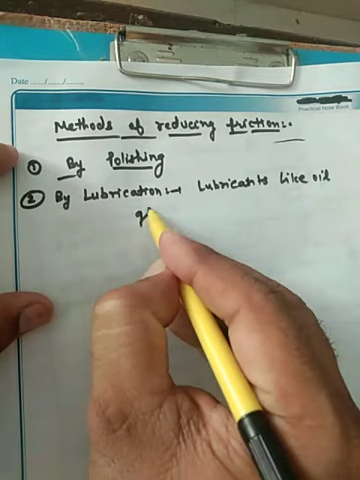 Date ...../...../.....
Practical Note Book
Methods of reducing friction:-
① By Polishing
② By Lubrication:→ Lubricants Like oil